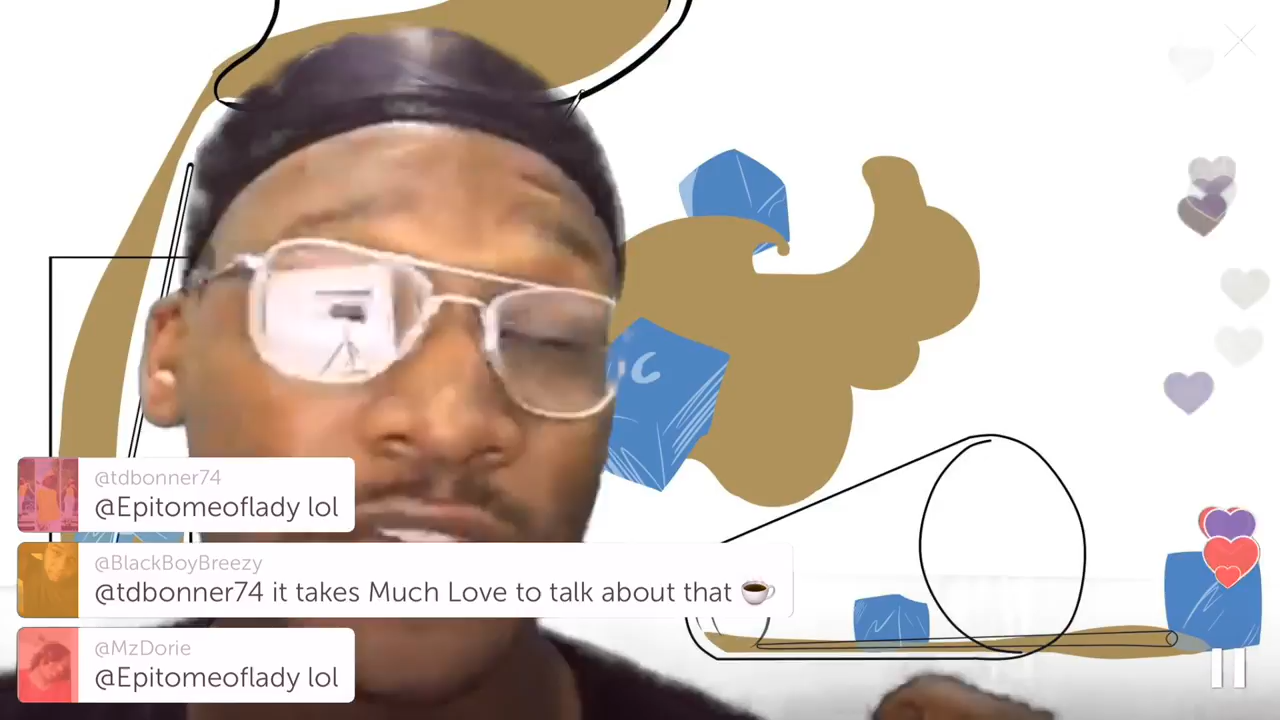 @tdbonner74
@Epitomeoflady lol
@BlackBoyBreezy
@tdbonner74 it takes Much Love to talk about that
@MzDorie
@Epitomeoflady lol